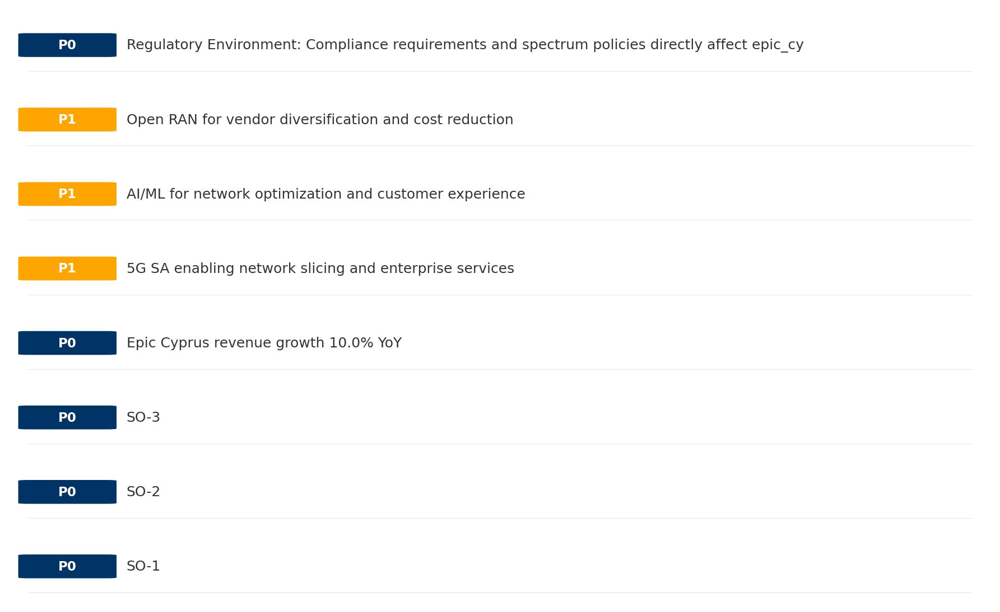 P0 Regulatory Environment: Compliance requirements and spectrum policies directly affect epic_cy
P1 Open RAN for vendor diversification and cost reduction
P1 AI/ML for network optimization and customer experience
P1 5G SA enabling network slicing and enterprise services
P0 Epic Cyprus revenue growth 10.0% YoY
P0 SO-3
P0 SO-2
P0 SO-1